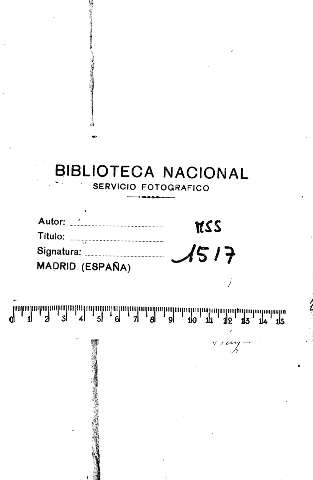 BIBLIOTECA NACIONAL
SERVICIO FOTOGRAFICO
Autor:
Título:
Signatura:
MADRID (ESPAÑA)
MSS
1517
0 1 2 3 4 5 6 7 8 9 10 11 12 13 14 15